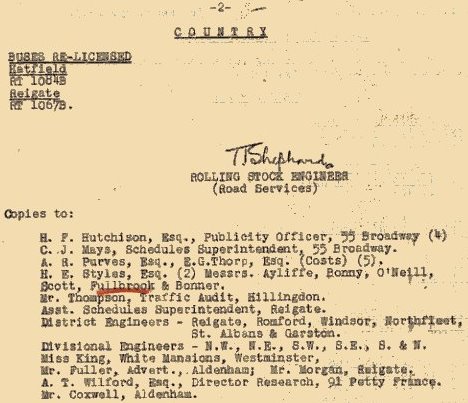 -2-
COUNTRY
BUSES RE-LICENSED
Hatfield
RT 1084B
Reigate
RT 1067B.
T F Shephard
ROLLING STOCK ENGINEER
(Road Services)
Copies to:
H. F. Hutchison, Esq., Publicity Officer, 55 Broadway (4)
C. J. Mays, Schedules Superintendent, 55 Broadway.
A. R. Purves, Esq., E.G.Thorp, Esq. (Costs) (5).
H. E. Styles, Esq. (2) Messrs. Ayliffe, Bonny, O'Neill,
Scott, Fullbrook & Bonner.
Mr. Thompson, Traffic Audit, Hillingdon.
Asst. Schedules Superintendent, Reigate.
District Engineers - Reigate, Romford, Windsor, Northfleet,
St. Albans & Garston.
Divisional Engineers - N.W., N.E., S.W., S.E., S. & N.
Miss King, White Mansions, Westminster,
Mr. Fuller, Advert., Aldenham; Mr. Morgan, Reigate.
A. T. Wilford, Esq., Director Research, 91 Petty France.
Mr. Coxwell, Aldenham.